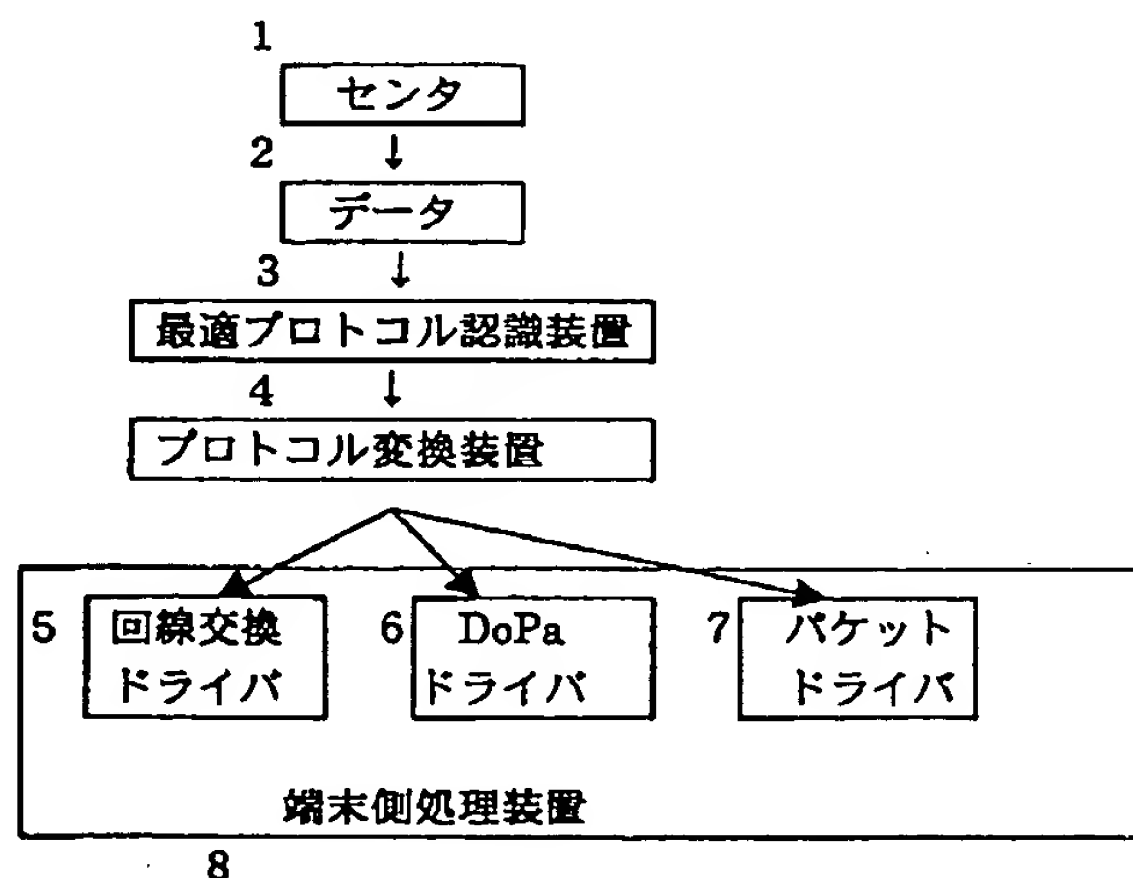 1
センタ
2 ↓
データ
3 ↓
最適プロトコル認識装置
4 ↓
プロトコル変換装置
5 回線交換 6 DoPa 7 パケット
ドライバ ドライバ ドライバ
端末側処理装置
8